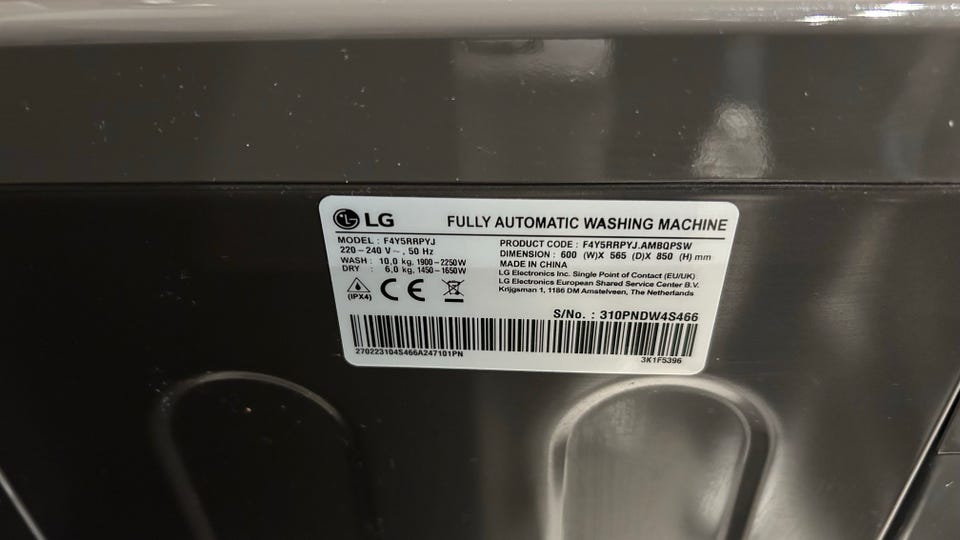 LG FULLY AUTOMATIC WASHING MACHINE
MODEL : F4Y5RRPYJ
220-240 V~, 50 Hz
WASH : 10,0 kg, 1900-2250W
DRY : 6,0 kg, 1450-1650W
PRODUCT CODE : F4Y5RRPYJ.AMBQPSW
DIMENSION : 600 (W)X 565 (D)X 850 (H) mm
MADE IN CHINA
LG Electronics Inc. Single Point of Contact (EU/UK)
LG Electronics European Shared Service Center B.V.
Krijgsman 1, 1186 DM Amstelveen, The Netherlands
(IPX4) CE
S/No. : 310PNDW4S466
270223104S466A247101PN
3K1F5396